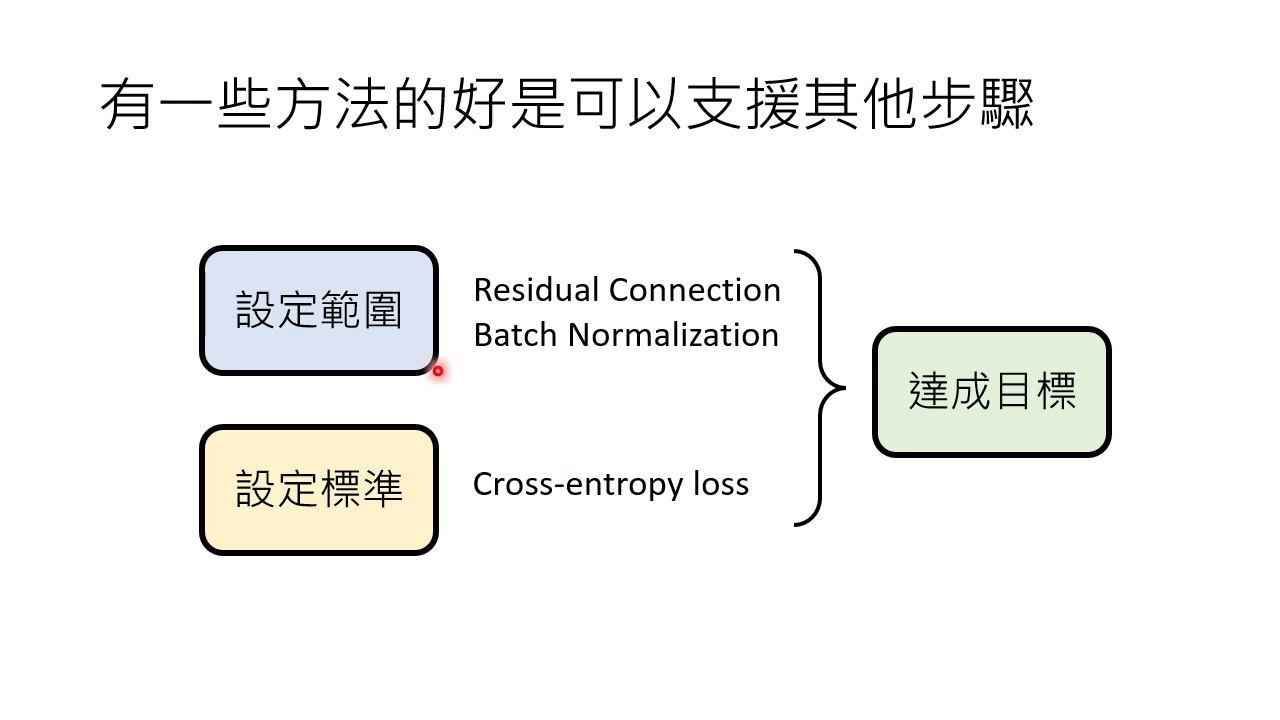 有一些方法的好是可以支援其他步驟
設定範圍
Residual Connection
Batch Normalization
達成目標
設定標準
Cross-entropy loss